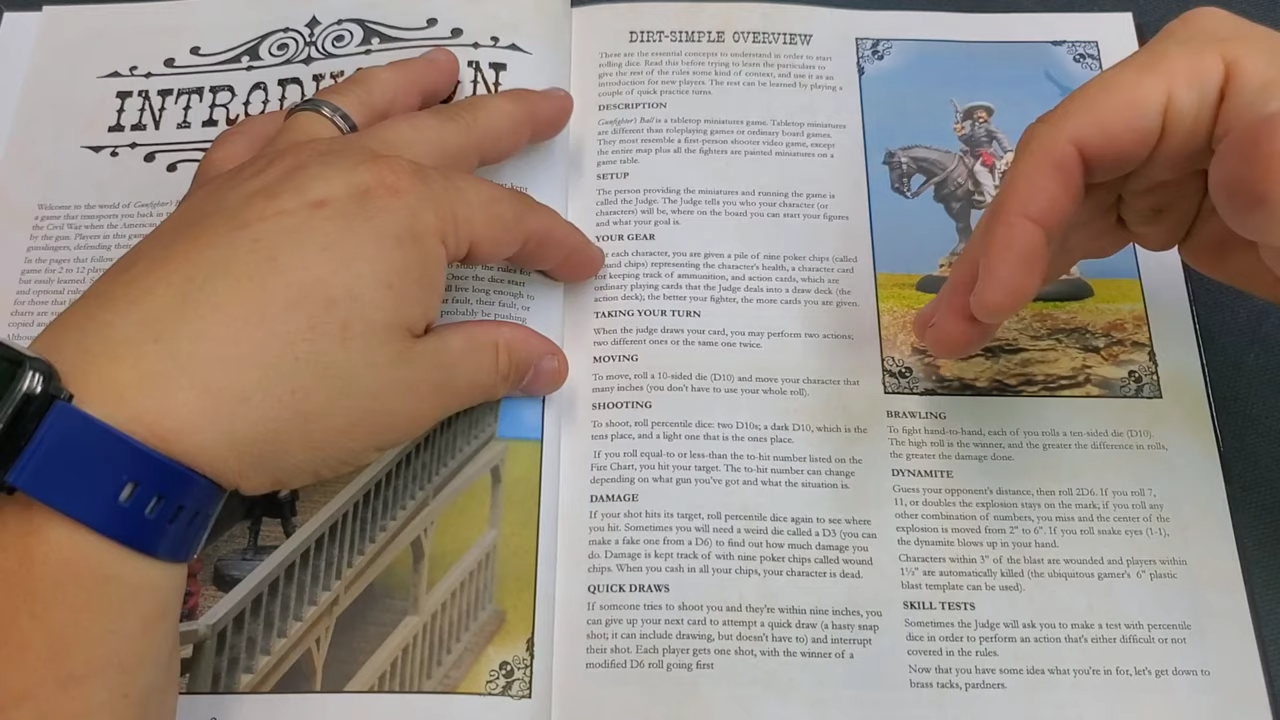 Welcome to the world of Gunfighter's
a game that transports you back in
the Civil War when the American
by the gun. Players in this game
gunslingers, defending their
In the pages that follow
game for 2 to 12
but easily learned.
and optional
for those that
charts are
copied and
to study the rules for
Once the dice start
live long enough to
fault, their fault, or
probably be pushing
DIRT-SIMPLE OVERVIEW
These are the essential concepts to understand in order to start
rolling dice. Read this before trying to learn the particulars to
give the rest of the rules some kind of context, and use it as an
introduction for new players. The rest can be learned by playing a
couple of quick practice turns.
DESCRIPTION
Gunfighter's Ball is a tabletop miniatures game. Tabletop miniatures
are different than roleplaying games or ordinary board games.
They most resemble a first-person shooter video game, except
the entire map plus all the fighters are painted miniatures on a
game table.
SETUP
The person providing the miniatures and running the game is
called the Judge. The Judge tells you who your character (or
characters) will be, where on the board you can start your figures
and what your goal is.
YOUR GEAR
each character, you are given a pile of nine poker chips (called
chips) representing the character's health, a character card
for keeping track of ammunition, and action cards, which are
ordinary playing cards that the Judge deals into a draw deck (the
action deck); the better your fighter, the more cards you are given.
TAKING YOUR TURN
When the judge draws your card, you may perform two actions;
two different ones or the same one twice.
MOVING
To move, roll a 10-sided die (D10) and move your character that
many inches (you don't have to use your whole roll).
SHOOTING
To shoot, roll percentile dice: two D10s; a dark D10, which is the
tens place, and a light one that is the ones place.
If you roll equal-to or less-than the to-hit number listed on the
Fire Chart, you hit your target. The to-hit number can change
depending on what gun you've got and what the situation is.
DAMAGE
If your shot hits its target, roll percentile dice again to see where
you hit. Sometimes you will need a weird die called a D3 (you can
make a fake one from a D6) to find out how much damage you
do. Damage is kept track of with nine poker chips called wound
chips. When you cash in all your chips, your character is dead.
QUICK DRAWS
If someone tries to shoot you and they're within nine inches, you
can give up your next card to attempt a quick draw (a hasty snap
shot; it can include drawing, but doesn't have to) and interrupt
their shot. Each player gets one shot, with the winner of a
modified D6 roll going first
BRAWLING
To fight hand-to-hand, each of you rolls a ten-sided die (D10).
The high roll is the winner, and the greater the difference in rolls,
the greater the damage done.
DYNAMITE
Guess your opponent's distance, then roll 2D6. If you roll 7,
11, or doubles the explosion stays on the mark; if you roll any
other combination of numbers, you miss and the center of the
explosion is moved from 2" to 6". If you roll snake eyes (1-1),
the dynamite blows up in your hand.
Characters within 3" of the blast are wounded and players within
1½" are automatically killed (the ubiquitous gamer's 6" plastic
blast template can be used).
SKILL TESTS
Sometimes the Judge will ask you to make a test with percentile
dice in order to perform an action that's either difficult or not
covered in the rules.
Now that you have some idea what you're in for, let's get down to
brass tacks, pardners.